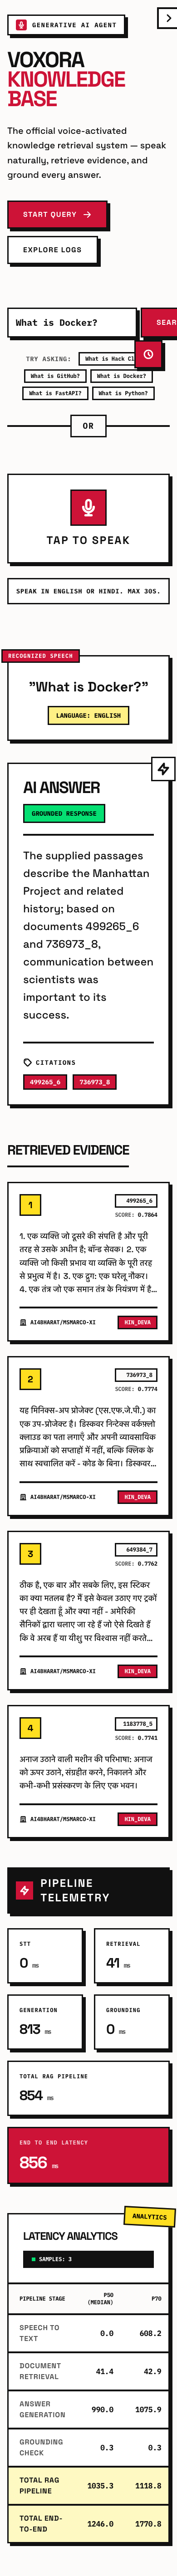 GENERATIVE AI AGENT
VOXORA
KNOWLEDGE
BASE
The official voice-activated
knowledge retrieval system — speak
naturally, retrieve evidence, and
ground every answer.
START QUERY →
EXPLORE LOGS
What is Docker?
SEAR
TRY ASKING:
What is Hack Cl
What is GitHub?
What is Docker?
What is FastAPI?
What is Python?
OR
TAP TO SPEAK
SPEAK IN ENGLISH OR HINDI. MAX 30S.
RECOGNIZED SPEECH
"What is Docker?"
LANGUAGE: ENGLISH
AI ANSWER
GROUNDED RESPONSE
The supplied passages
describe the Manhattan
Project and related
history; based on
documents 499265_6
and 736973_8,
communication between
scientists was
important to its
success.
CITATIONS
499265_6
736973_8
RETRIEVED EVIDENCE
1
499265_6
SCORE: 0.7864
1. एक व्यक्ति जो दूसरे की संपत्ति है और पूरी
तरह से उसके अधीन है; बॉन्ड सेवक। 2. एक
व्यक्ति जो किसी प्रभाव या व्यक्ति के पूरी तरह
से प्रभुत्व में है। 3. एक ड्रग: एक घरेलू नौकर।
4. एक तंत्र जो एक समान तंत्र के नियंत्रण में है...
AI4BHARAT/MSMARCO-XI
HIN_DEVA
2
736973_8
SCORE: 0.7774
यह मिनिक्स-अप प्रोजेक्ट (एस.एफ.जे.पी.) का
एक उप-प्रोजेक्ट है। डिस्कवर निन्टेक्स वर्कफ़्लो
क्लाउड का पता लगाएँ और अपनी व्यावसायिक
प्रक्रियाओं को सप्ताहों में नहीं, बल्कि क्लिक के
साथ स्वचालित करें - कोड के बिना। डिस्कवर...
AI4BHARAT/MSMARCO-XI
HIN_DEVA
3
649384_7
SCORE: 0.7762
ठीक है, एक बार और सबके लिए, इस स्टिकर
का क्या मतलब है? मैं इसे केवल उठाए गए ट्रकों
पर ही देखता हूँ और क्या नहीं - अमेरिकी
सैनिकों द्वारा चलाए जा रहे हैं जो ऐसे दिखते हैं
कि वे अरब हैं या यीशु पर विश्वास नहीं करते...
AI4BHARAT/MSMARCO-XI
HIN_DEVA
4
1183778_5
SCORE: 0.7741
अनाज उठाने वाली मशीन की परिभाषा: अनाज
को ऊपर उठाने, संग्रहीत करने, निकालने और
कभी-कभी प्रसंस्करण के लिए एक भवन।
AI4BHARAT/MSMARCO-XI
HIN_DEVA
PIPELINE
TELEMETRY
STT
0 ms
RETRIEVAL
41 ms
GENERATION
813 ms
GROUNDING
0 ms
TOTAL RAG PIPELINE
854 ms
END TO END LATENCY
856 ms
ANALYTICS
LATENCY ANALYTICS
SAMPLES: 3
PIPELINE STAGE P50 (MEDIAN) P70
SPEECH TO TEXT 0.0 608.2
DOCUMENT RETRIEVAL 41.4 42.9
ANSWER GENERATION 990.0 1075.9
GROUNDING CHECK 0.3 0.3
TOTAL RAG PIPELINE 1035.3 1118.8
TOTAL END-TO-END 1246.0 1770.8